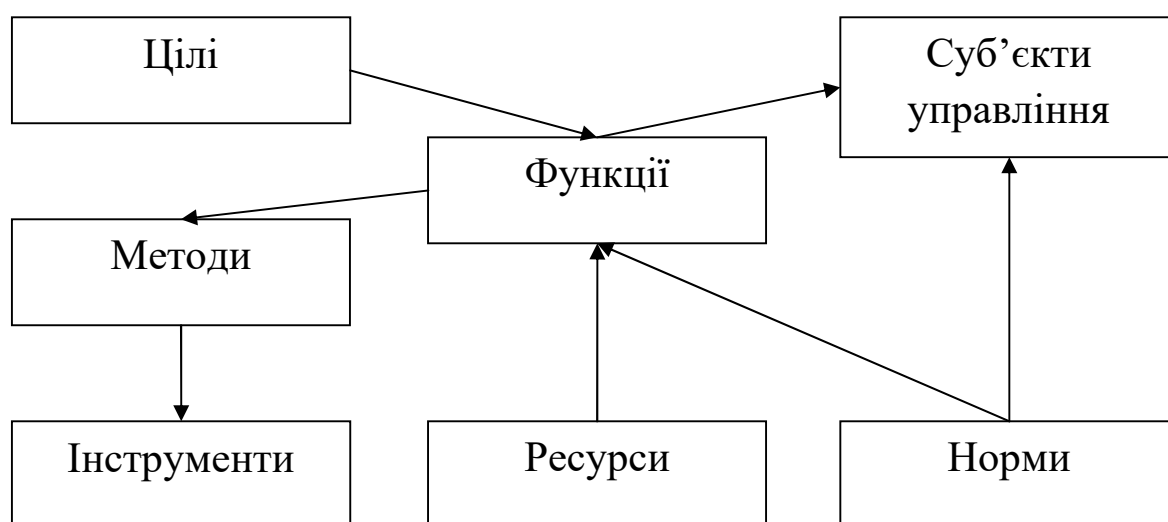 Цілі
Суб’єкти
управління
Функції
Методи
Інструменти
Ресурси
Норми